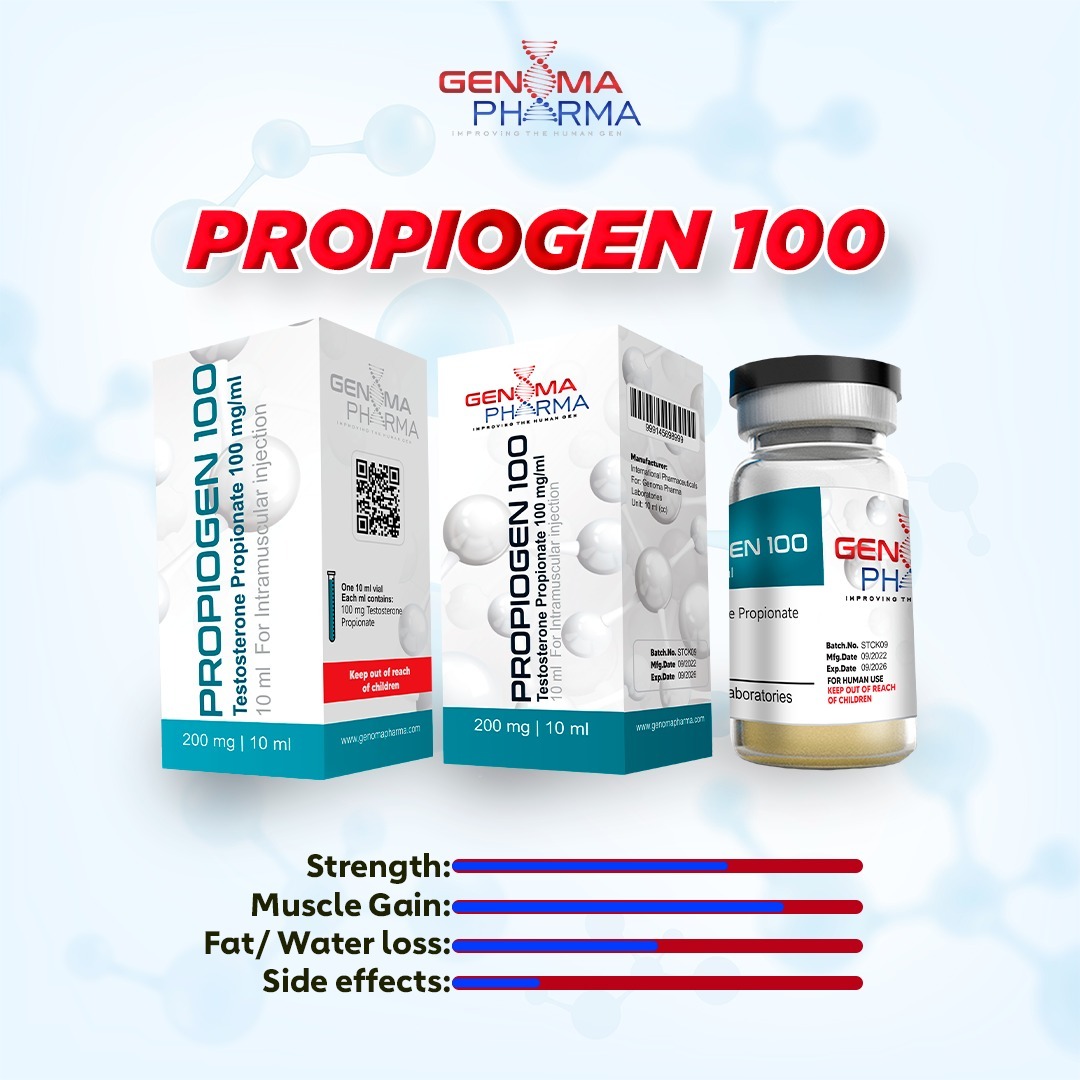 GENOMA
PHARMA
IMPROVING THE HUMAN GEN
PROPIOGEN 100
PROPIOGEN 100
Testosterone Propionate 100 mg/ml
10 ml For Intramuscular injection
GENOMA
PHARMA
IMPROVING THE HUMAN GEN
One 10 ml vial
Each ml contains:
100 mg Testosterone
Propionate
Keep out of reach
of children
200 mg | 10 ml
www.genomapharma.com
GENOMA
PHARMA
IMPROVING THE HUMAN GEN
PROPIOGEN 100
Testosterone Propionate 100 mg/ml
10 ml For Intramuscular injection
999145698999
Manufacturer:
International Pharmaceuticals
For: Genoma Pharma
Laboratories
Unit: 10 ml (cc)
Batch.No. STCK09
Mfg.Date 09/2022
Exp.Date 09/2026
200 mg | 10 ml
www.genomapharma.com
EN 100
GEN
PH
IMPROVING TH
e Propionate
Batch.No. STCK09
Mfg.Date 09/2022
Exp.Date 09/2026
FOR HUMAN USE
KEEP OUT OF REACH
OF CHILDREN
aboratories
Strength:
Muscle Gain:
Fat/ Water loss:
Side effects: